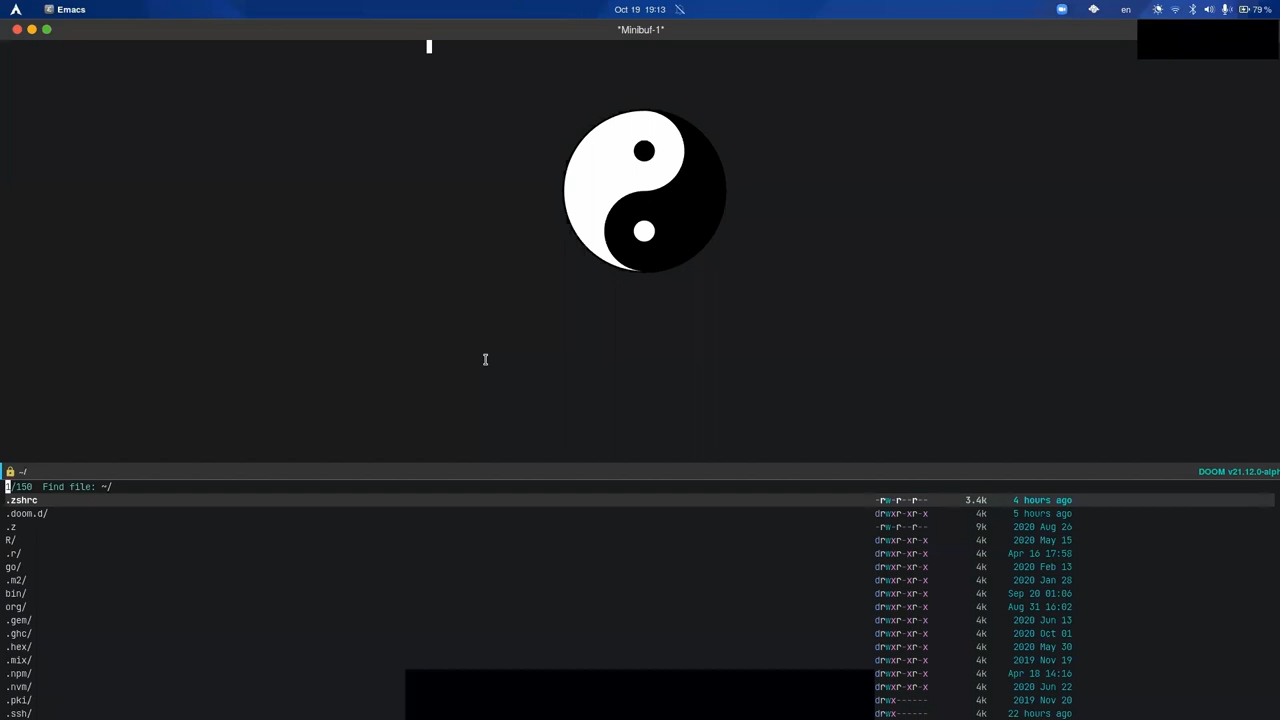 Emacs Oct 19 19:13 en 79 %
*Minibuf-1*
~/ DOOM v21.12.0-alph
1/150 Find file: ~/
.zshrc -rw-r--r-- 3.4k 4 hours ago
.doom.d/ drwxr-xr-x 4k 5 hours ago
.z -rw-r--r-- 9k 2020 Aug 26
R/ drwxr-xr-x 4k 2020 May 15
.r/ drwxr-xr-x 4k Apr 16 17:58
go/ drwxr-xr-x 4k 2020 Feb 13
.m2/ drwxr-xr-x 4k 2020 Jan 28
bin/ drwxr-xr-x 4k Sep 20 01:06
org/ drwxr-xr-x 4k Aug 31 16:02
.gem/ drwxr-xr-x 4k 2020 Jun 13
.ghc/ drwxr-xr-x 4k 2020 Oct 01
.hex/ drwxr-xr-x 4k 2020 May 30
.mix/ drwxr-xr-x 4k 2019 Nov 19
.npm/ drwxr-xr-x 4k Apr 18 14:16
.nvm/ drwxr-xr-x 4k 2020 Jun 22
.pki/ drwx------ 4k 2019 Nov 20
.ssh/ drwx------ 4k 22 hours ago